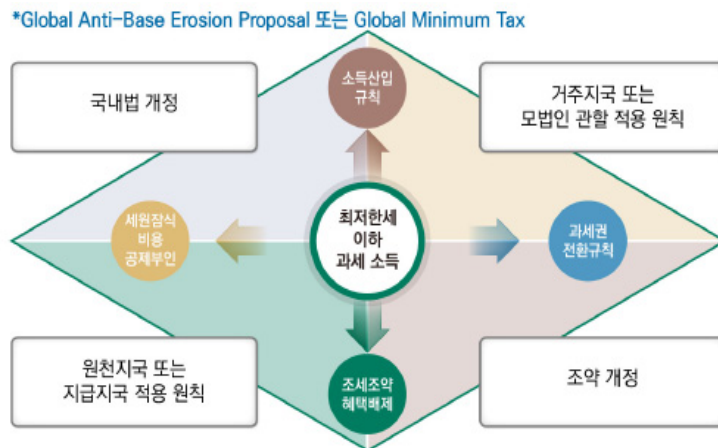 *Global Anti-Base Erosion Proposal 또는 Global Minimum Tax
국내법 개정
소득산입
규칙
거주지국 또는
모법인 관할 적용 원칙
세원잠식
비용
공제부인
최저한세
이하
과세 소득
과세권
전환규칙
원천지국 또는
지급지국 적용 원칙
조세조약
혜택배제
조약 개정